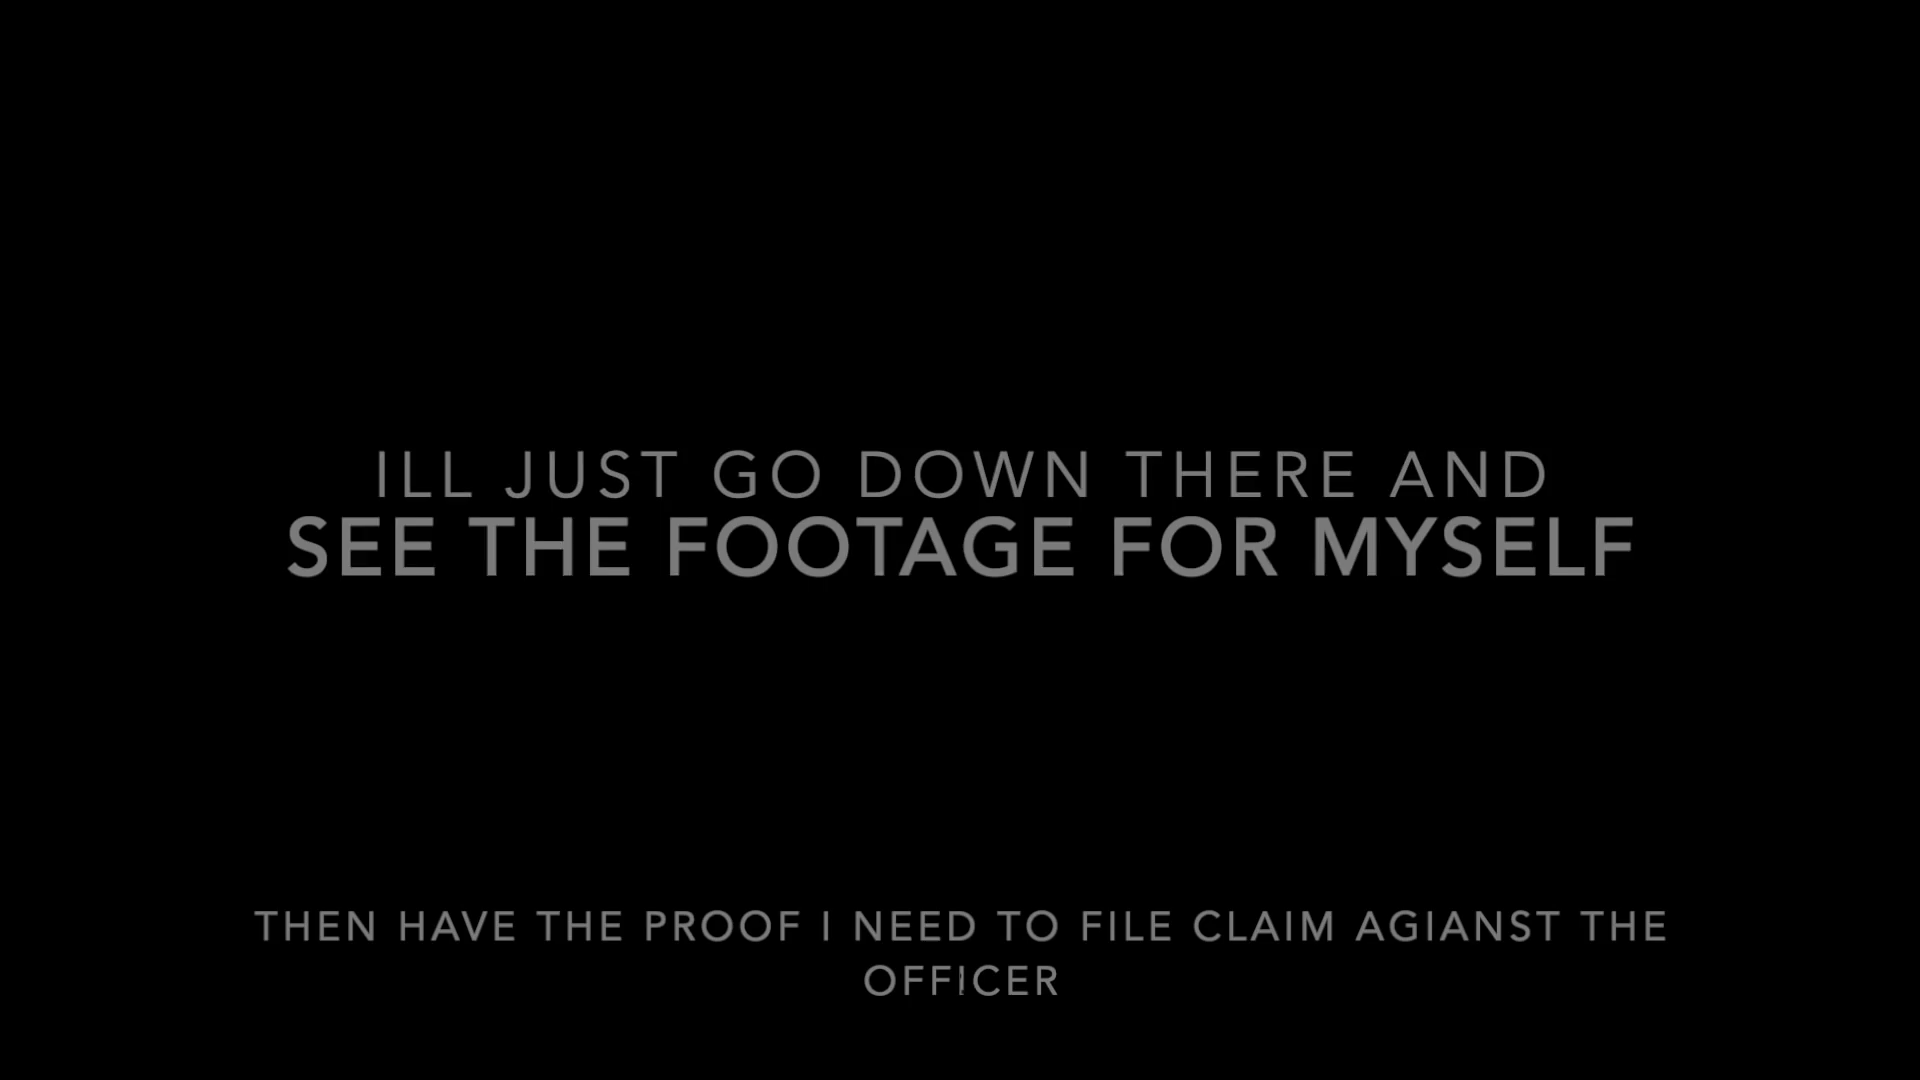 ILL JUST GO DOWN THERE AND
SEE THE FOOTAGE FOR MYSELF
THEN HAVE THE PROOF I NEED TO FILE CLAIM AGIANST THE
OFFICER